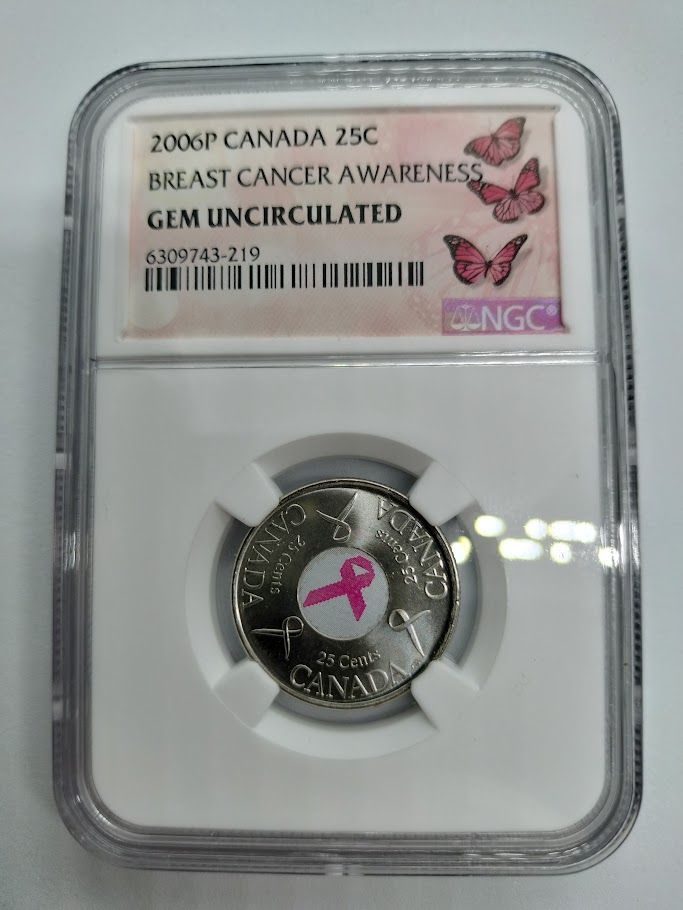 2006P CANADA 25C
BREAST CANCER AWARENESS
GEM UNCIRCULATED
6309743-219
NGC®
CANADA
25 Cents
CANADA
25 Cents
25 Cents
CANADA